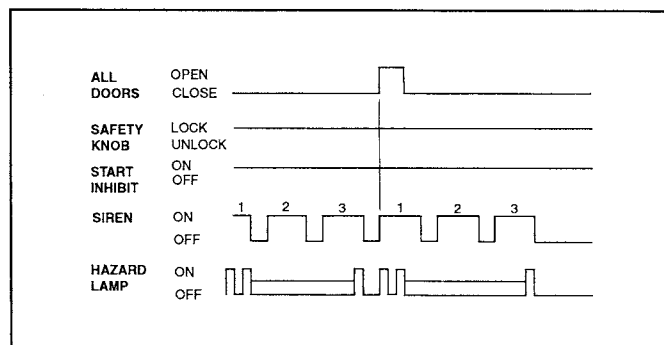 ALL DOORS OPEN
CLOSE
SAFETY KNOB LOCK
UNLOCK
START INHIBIT ON
OFF
1 2 3 1 2 3
SIREN ON
OFF
HAZARD LAMP ON
OFF